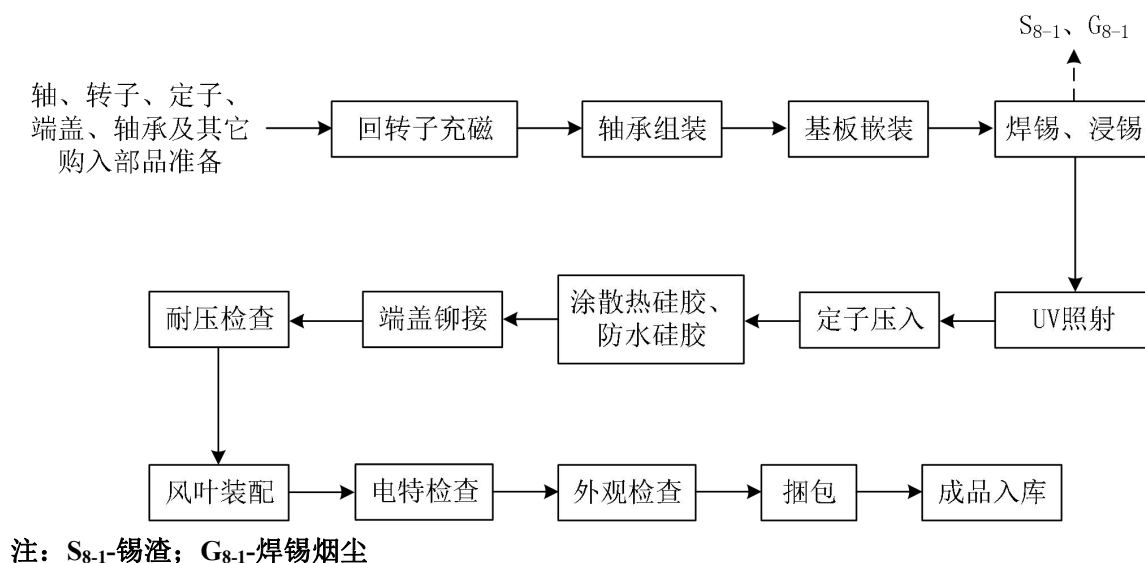 S8-1、G8-1
轴、转子、定子、
端盖、轴承及其它
购入部品准备
回转子充磁
轴承组装
基板嵌装
焊锡、浸锡
UV照射
定子压入
涂散热硅胶、
防水硅胶
端盖铆接
耐压检查
风叶装配
电特检查
外观检查
捆包
成品入库
注：S8-1-锡渣；G8-1-焊锡烟尘